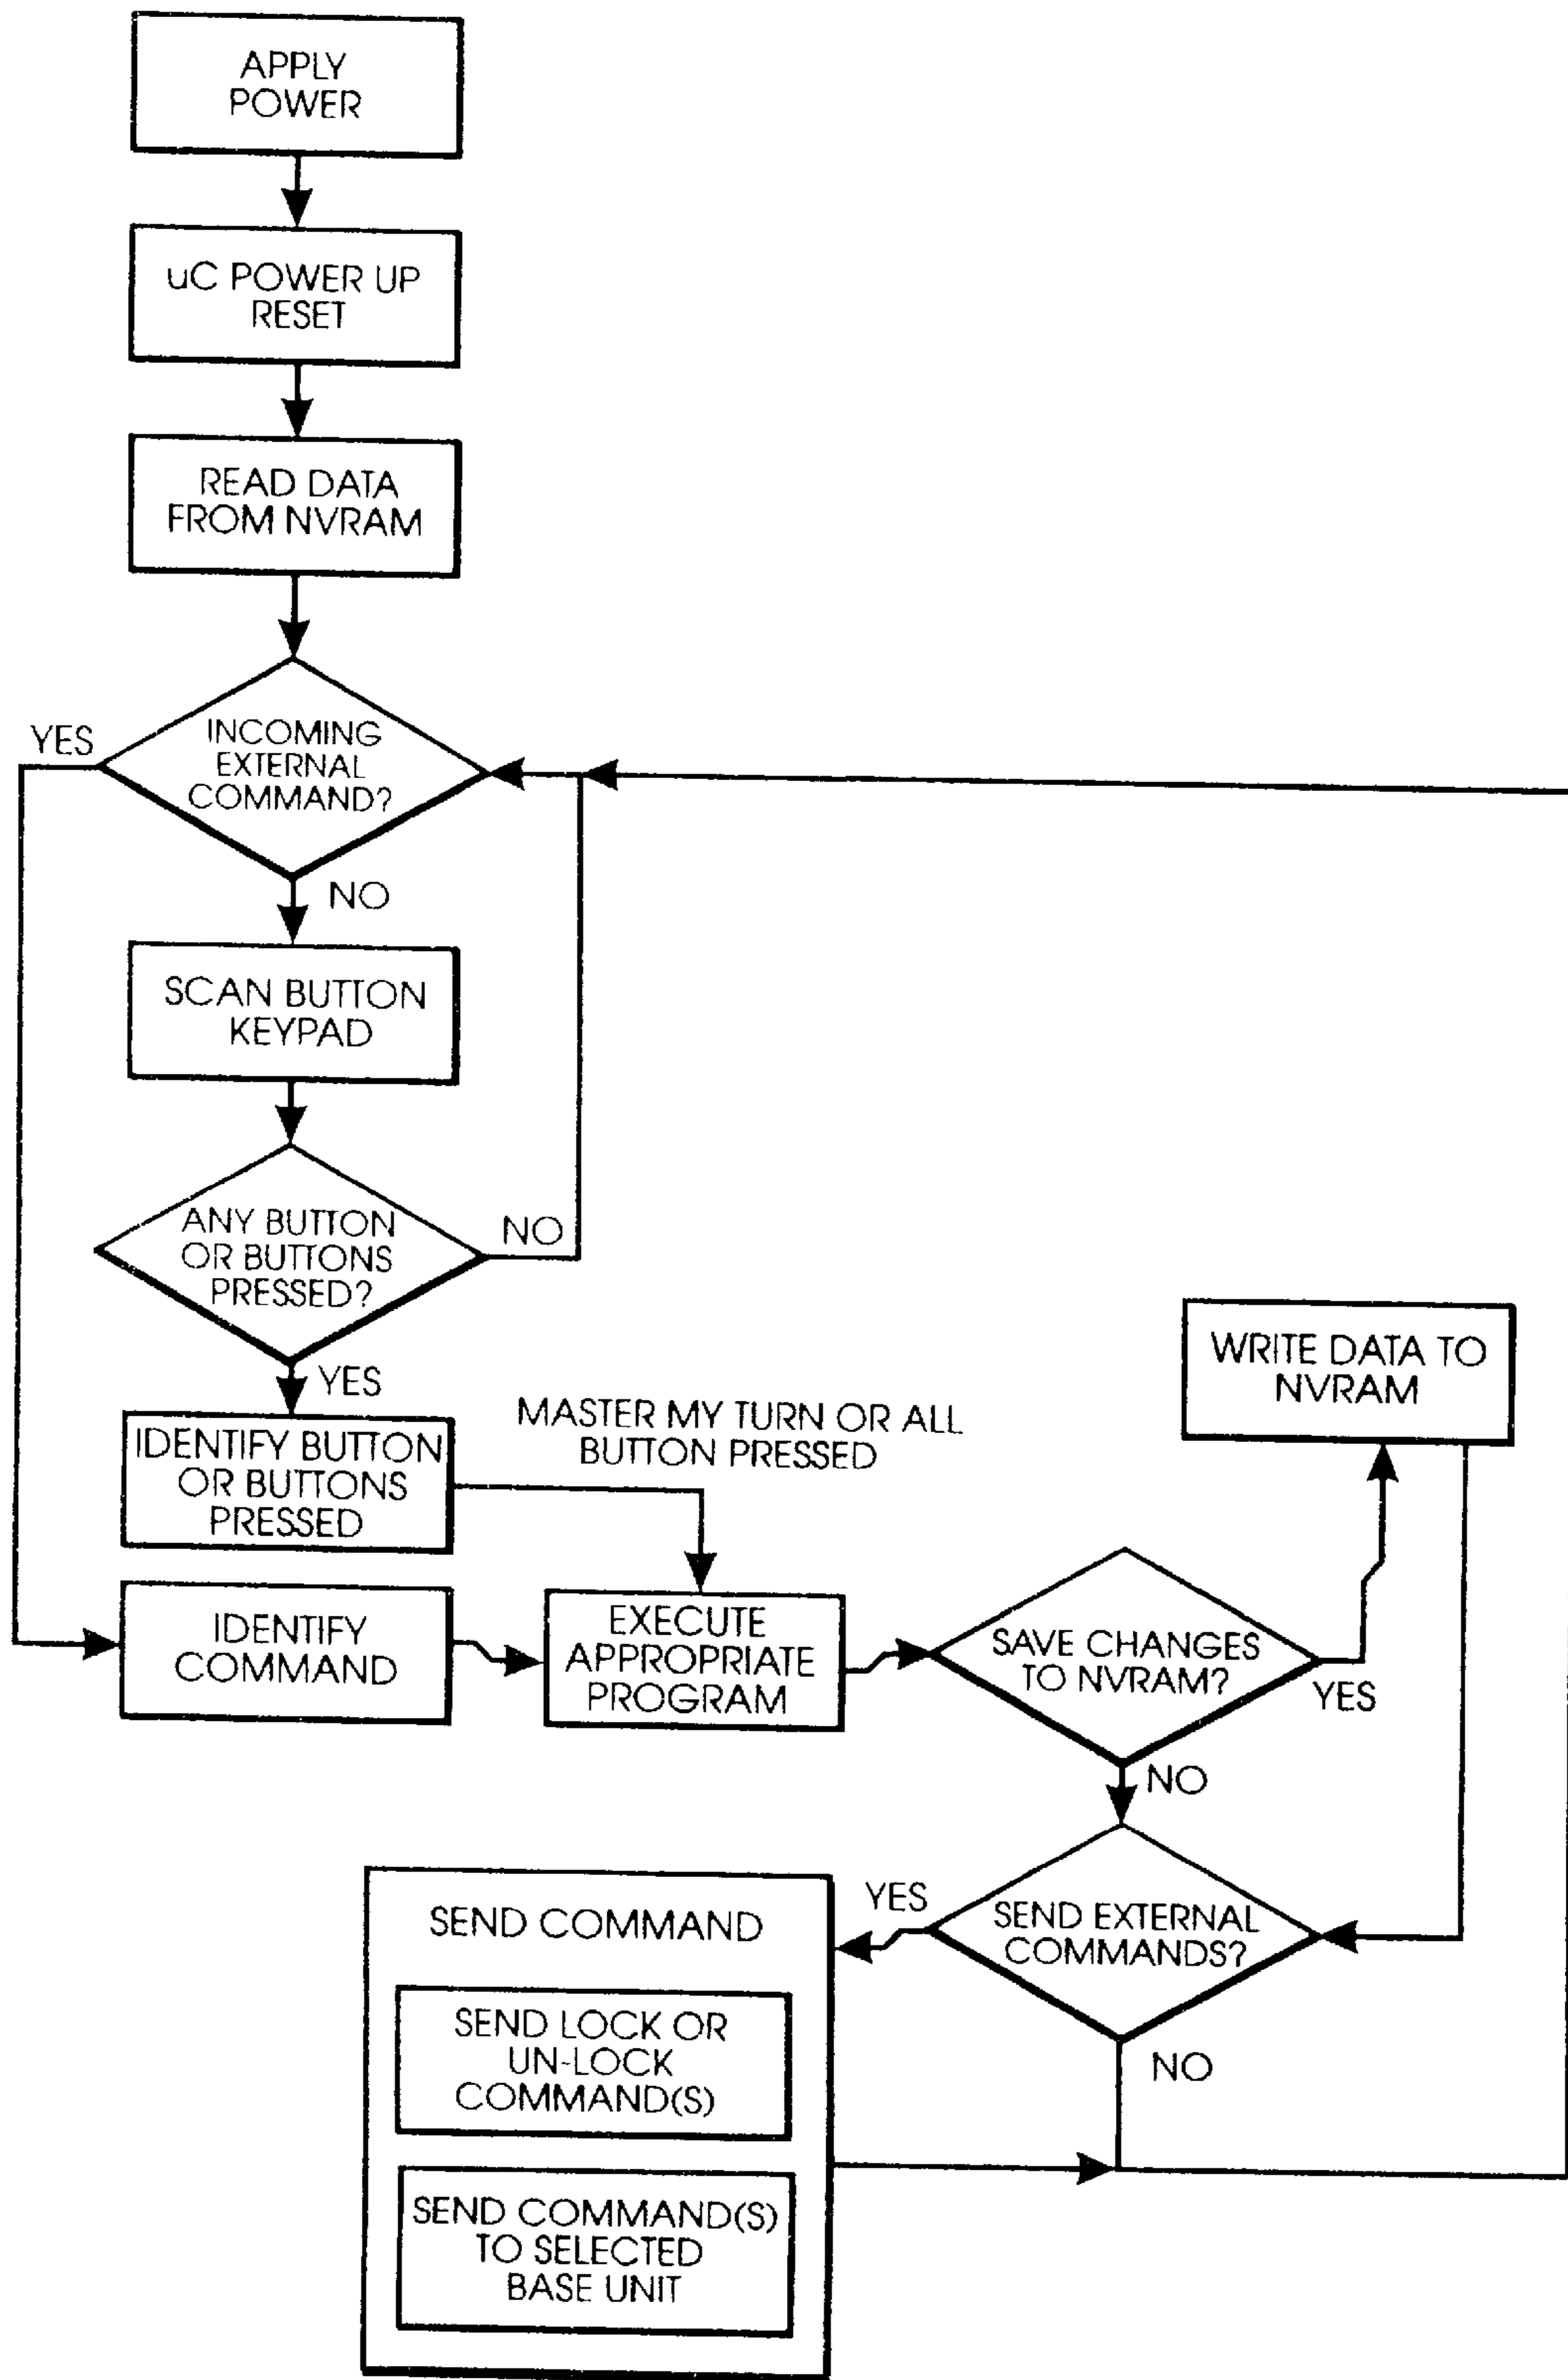 APPLY
POWER
uC POWER UP
RESET
READ DATA
FROM NVRAM
INCOMING
EXTERNAL
COMMAND?
YES
NO
SCAN BUTTON
KEYPAD
ANY BUTTON
OR BUTTONS
PRESSED?
NO
YES
IDENTIFY BUTTON
OR BUTTONS
PRESSED
MASTER MY TURN OR ALL
BUTTON PRESSED
WRITE DATA TO
NVRAM
IDENTIFY
COMMAND
EXECUTE
APPROPRIATE
PROGRAM
SAVE CHANGES
TO NVRAM?
YES
NO
SEND EXTERNAL
COMMANDS?
YES
NO
SEND COMMAND
SEND LOCK OR
UN-LOCK
COMMAND(S)
SEND COMMAND(S)
TO SELECTED
BASE UNIT